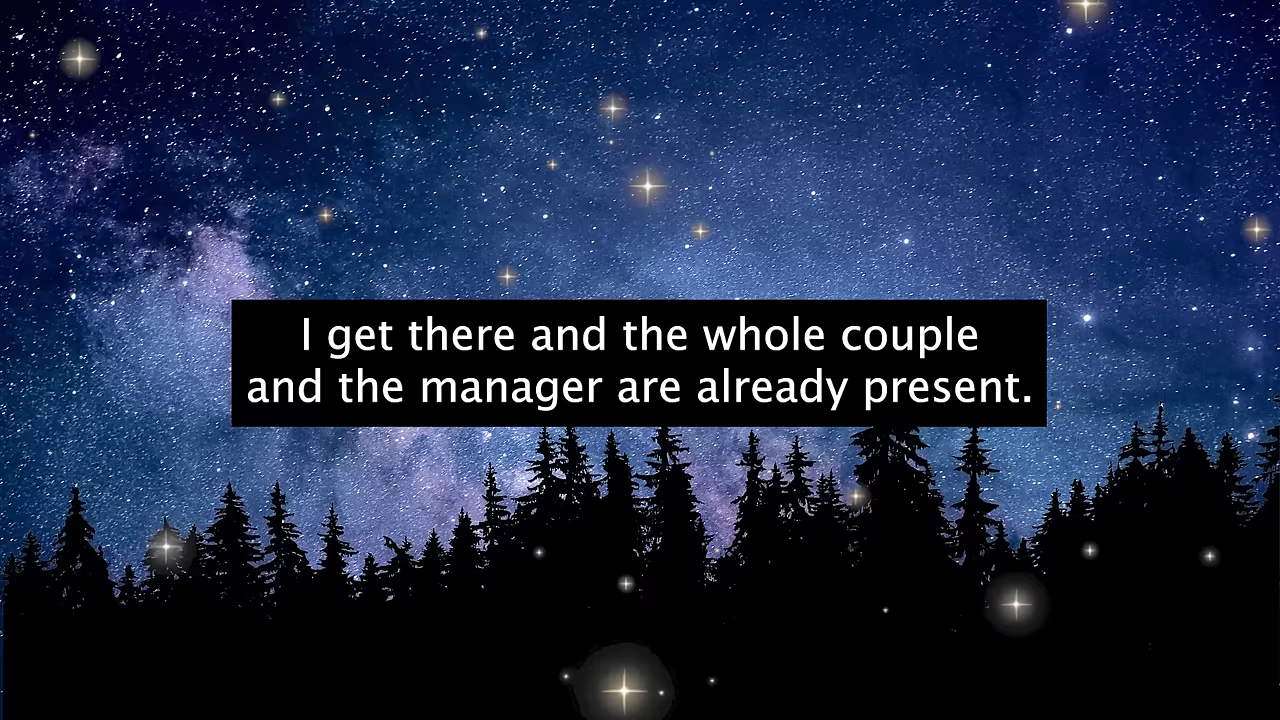 I get there and the whole couple
and the manager are already present.